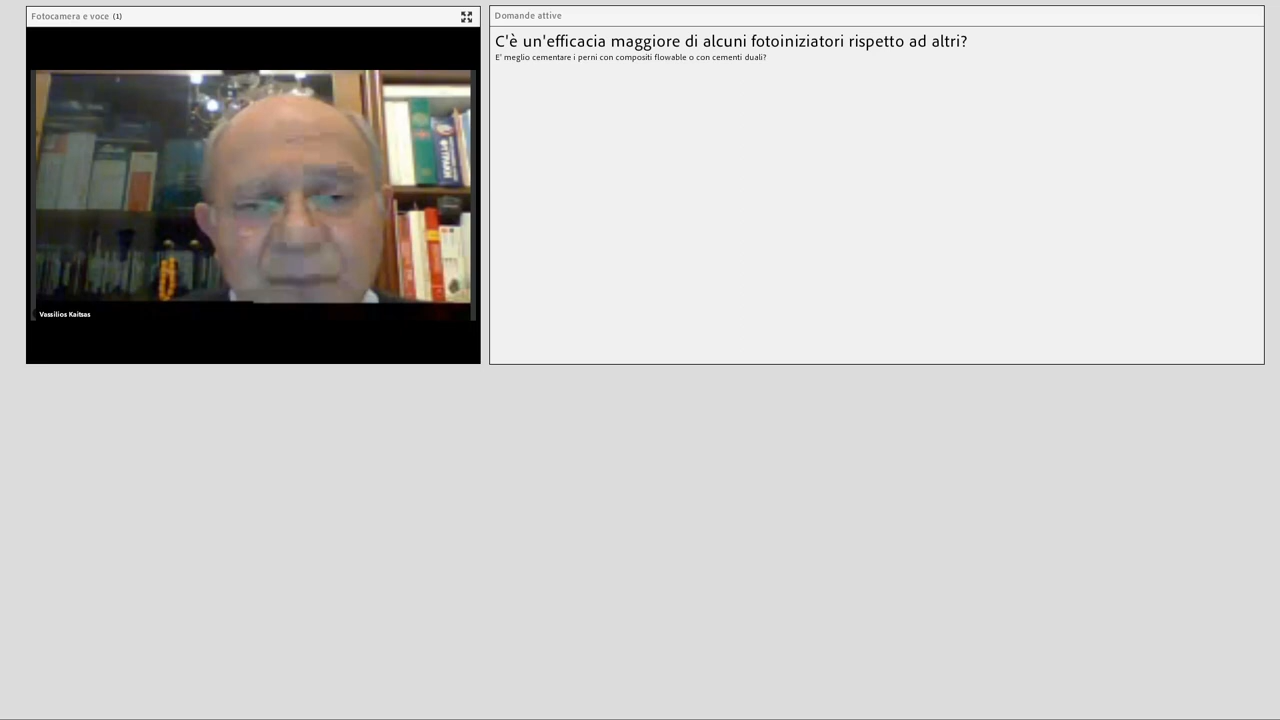 Fotocamera e voce (1)
Domande attive
C'è un'efficacia maggiore di alcuni fotoiniziatori rispetto ad altri?
E' meglio cementare i perni con compositi flowable o con cementi duali?
Vassilios Kaitsas